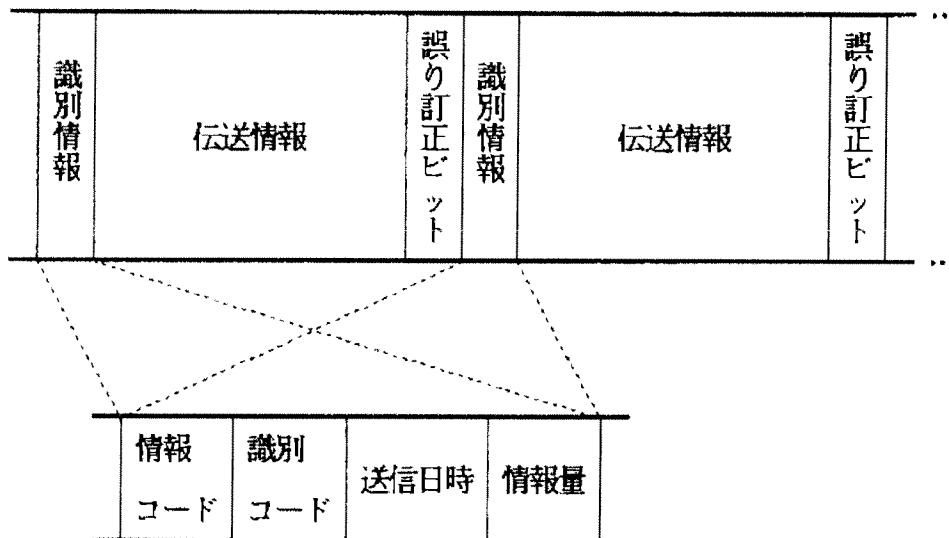 識別情報
伝送情報
誤り訂正ビット
識別情報
伝送情報
誤り訂正ビット
情報
コード
識別
コード
送信日時
情報量